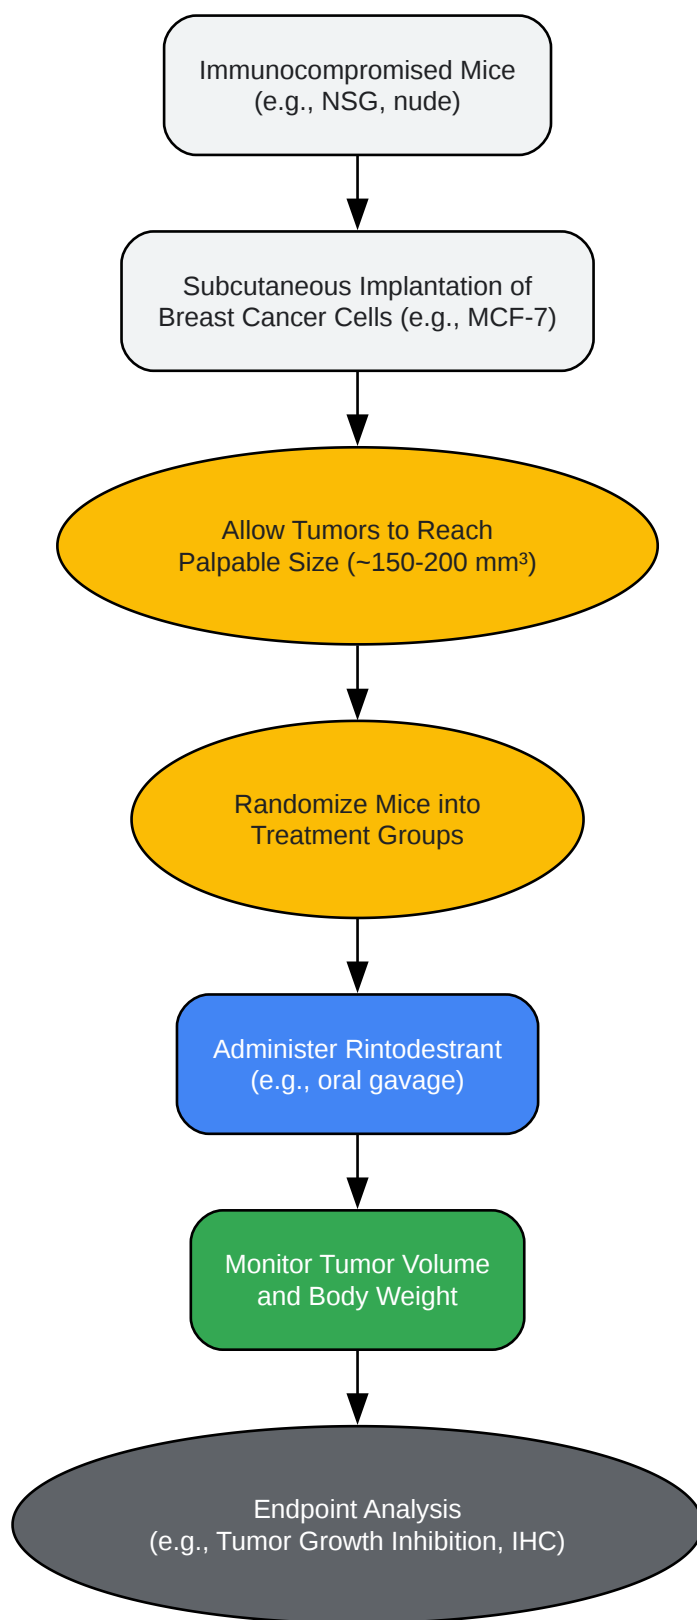 Immunocompromised Mice
(e.g., NSG, nude)
Subcutaneous Implantation of
Breast Cancer Cells (e.g., MCF-7)
Allow Tumors to Reach
Palpable Size (~150-200 mm³)
Randomize Mice into
Treatment Groups
Administer Rintodestrant
(e.g., oral gavage)
Monitor Tumor Volume
and Body Weight
Endpoint Analysis
(e.g., Tumor Growth Inhibition, IHC)